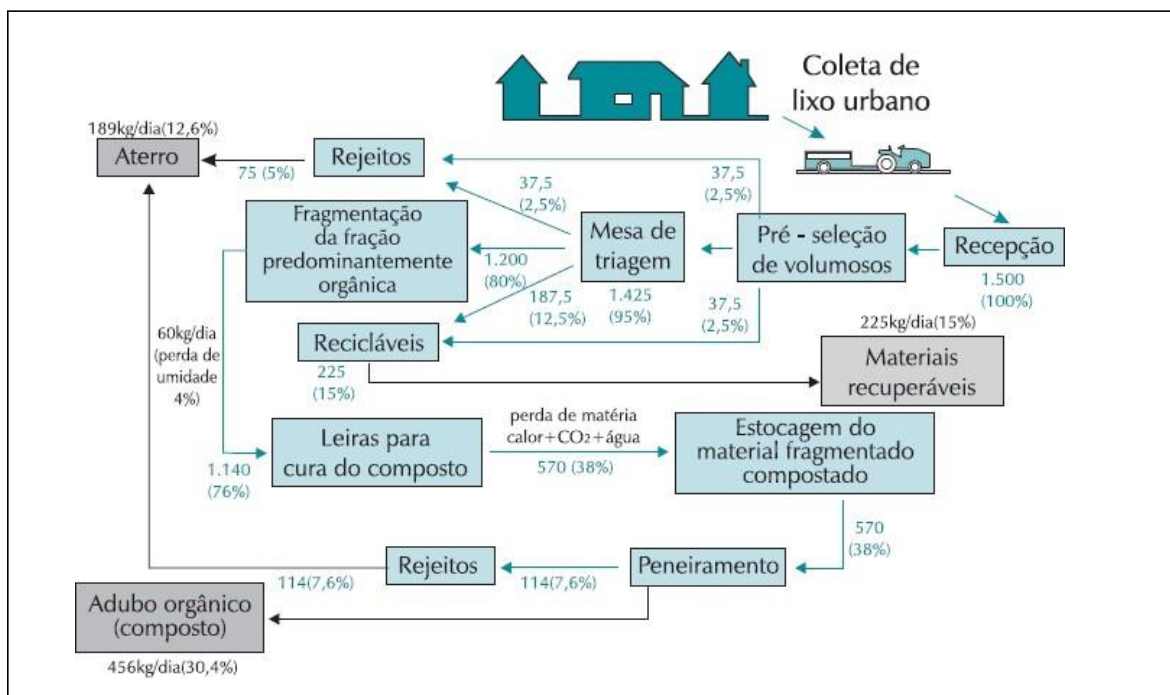 Coleta de
lixo urbano
189kg/dia(12,6%)
Aterro
75 (5%)
Rejeitos
37,5
(2,5%)
37,5
(2,5%)
Fragmentação
da fração
predominantemente
orgânica
1.200
(80%)
Mesa de
triagem
1.425
(95%)
Pré - seleção
de volumosos
Recepção
1.500
(100%)
187,5
(12,5%)
37,5
(2,5%)
60kg/dia
(perda de
umidade
4%)
Recicláveis
225
(15%)
225kg/dia(15%)
Materiais
recuperáveis
Leiras para
cura do composto
1.140
(76%)
perda de matéria
calor+CO2+água
570 (38%)
Estocagem do
material fragmentado
compostado
570
(38%)
Peneiramento
114(7,6%)
Rejeitos
114(7,6%)
Adubo orgânico
(composto)
456kg/dia(30,4%)